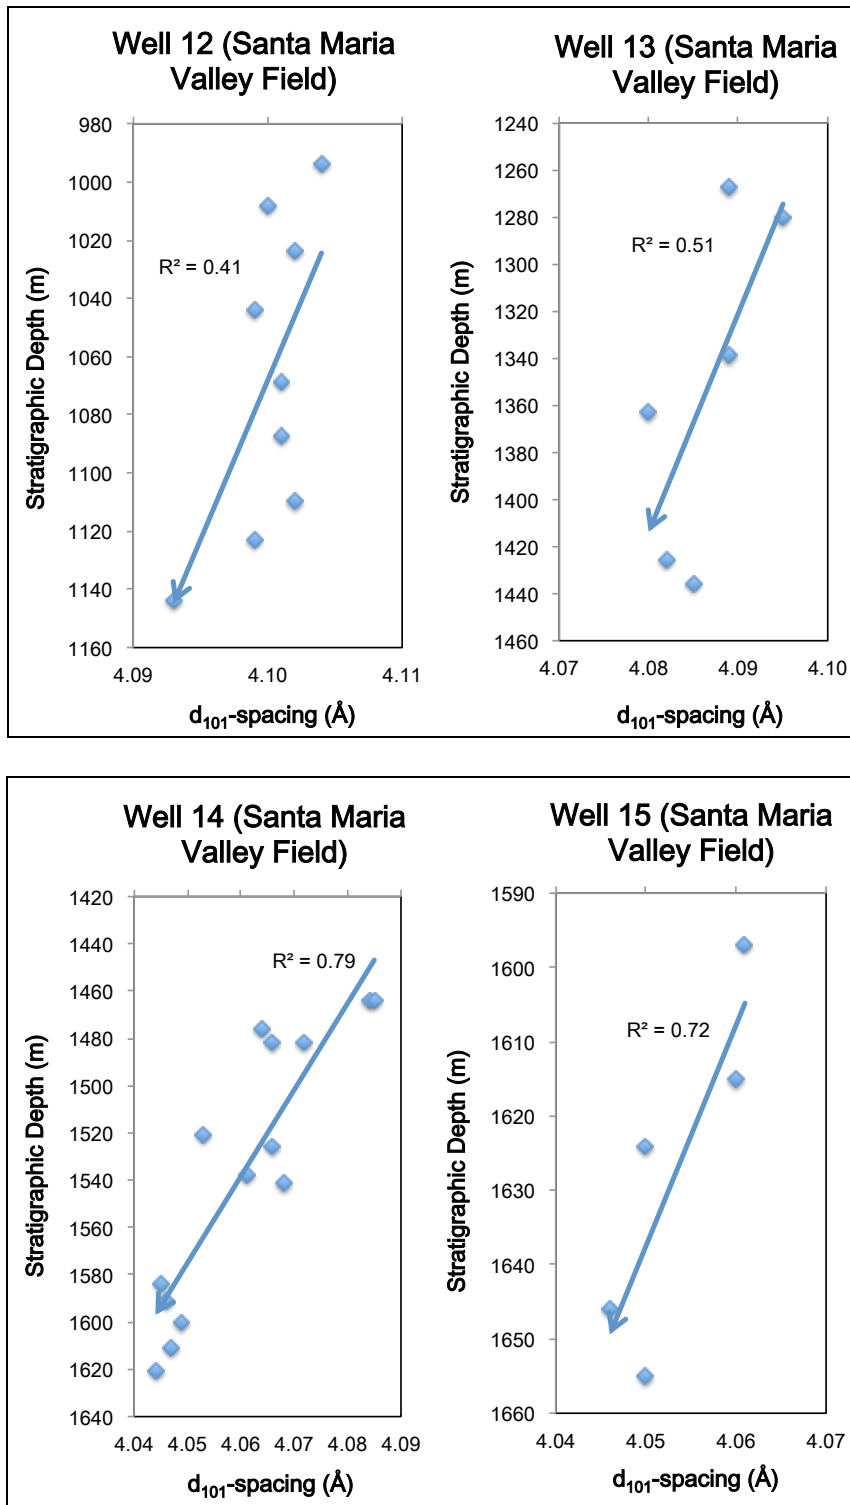 Well 12 (Santa Maria
Valley Field)
980
1000
1020
1040
1060
1080
1100
1120
1140
1160
Stratigraphic Depth (m)
R² = 0.41
4.09 4.10 4.11
d₁₀₁-spacing (Å)
Well 13 (Santa Maria
Valley Field)
1240
1260
1280
1300
1320
1340
1360
1380
1400
1420
1440
1460
Stratigraphic Depth (m)
R² = 0.51
4.07 4.08 4.09 4.10
d₁₀₁-spacing (Å)
Well 14 (Santa Maria
Valley Field)
1420
1440
1460
1480
1500
1520
1540
1560
1580
1600
1620
1640
Stratigraphic Depth (m)
R² = 0.79
4.04 4.05 4.06 4.07 4.08 4.09
d₁₀₁-spacing (Å)
Well 15 (Santa Maria
Valley Field)
1590
1600
1610
1620
1630
1640
1650
1660
Stratigraphic Depth (m)
R² = 0.72
4.04 4.05 4.06 4.07
d₁₀₁-spacing (Å)